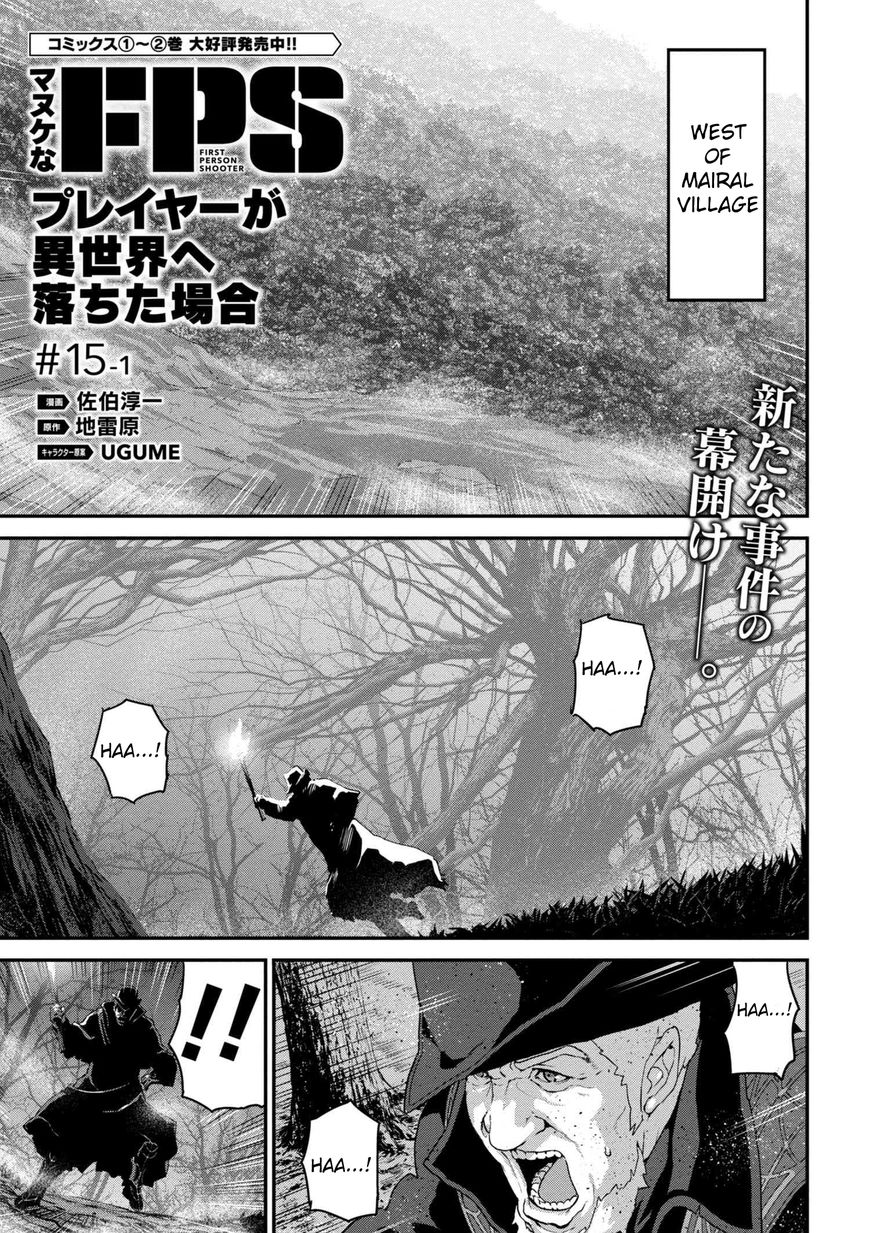 コミックス①～②巻 大好評発売中!!
マヌケな
FPS
FIRST
PERSON
SHOOTER
プレイヤーが
異世界へ
落ちた場合
#15-1
漫画 佐伯淳一
原作 地雷原
キャラクター原案 UGUME
WEST
OF
MAIRAL
VILLAGE
新たな事件の
幕開け――。
HAA...!
HAA...!
HAA...!
HAA...!
!!